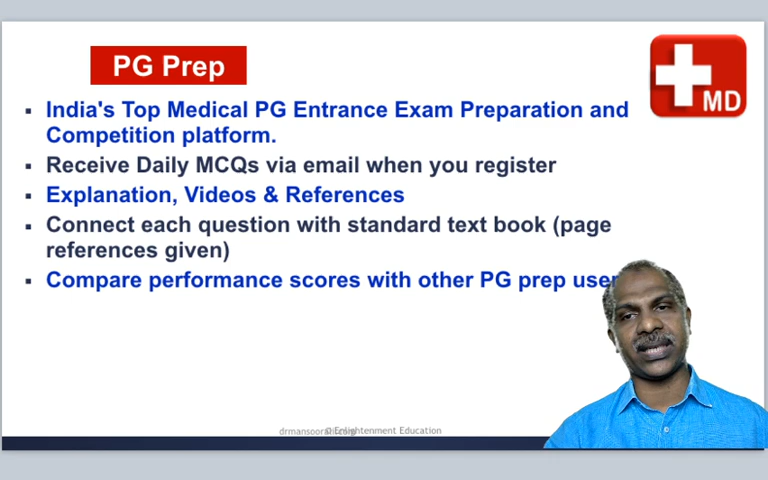 PG Prep
MD
India's Top Medical PG Entrance Exam Preparation and
Competition platform.
Receive Daily MCQs via email when you register
Explanation, Videos & References
Connect each question with standard text book (page
references given)
Compare performance scores with other PG prep user
Enlightenment Education